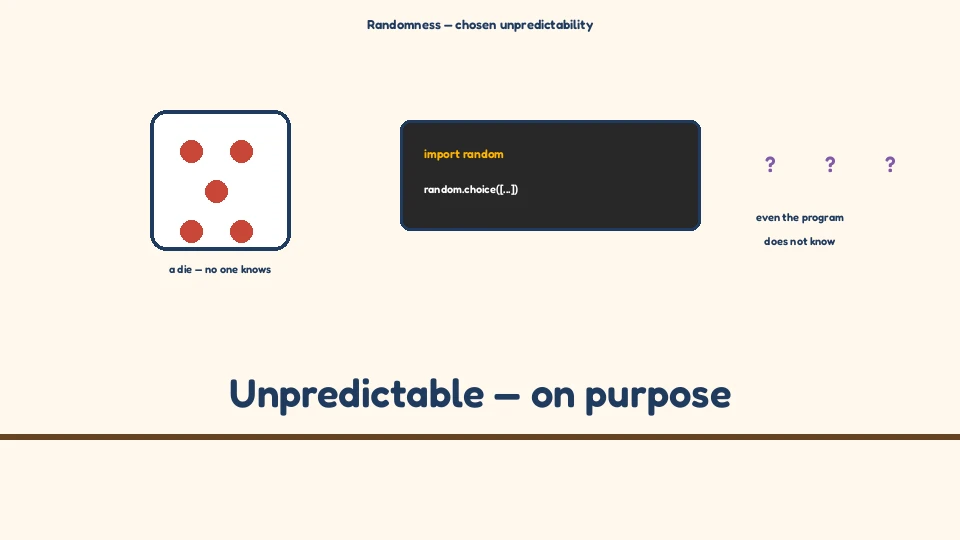 Randomness — chosen unpredictability
import random
random.choice([...])
? ? ?
even the program
does not know
a die — no one knows
Unpredictable — on purpose